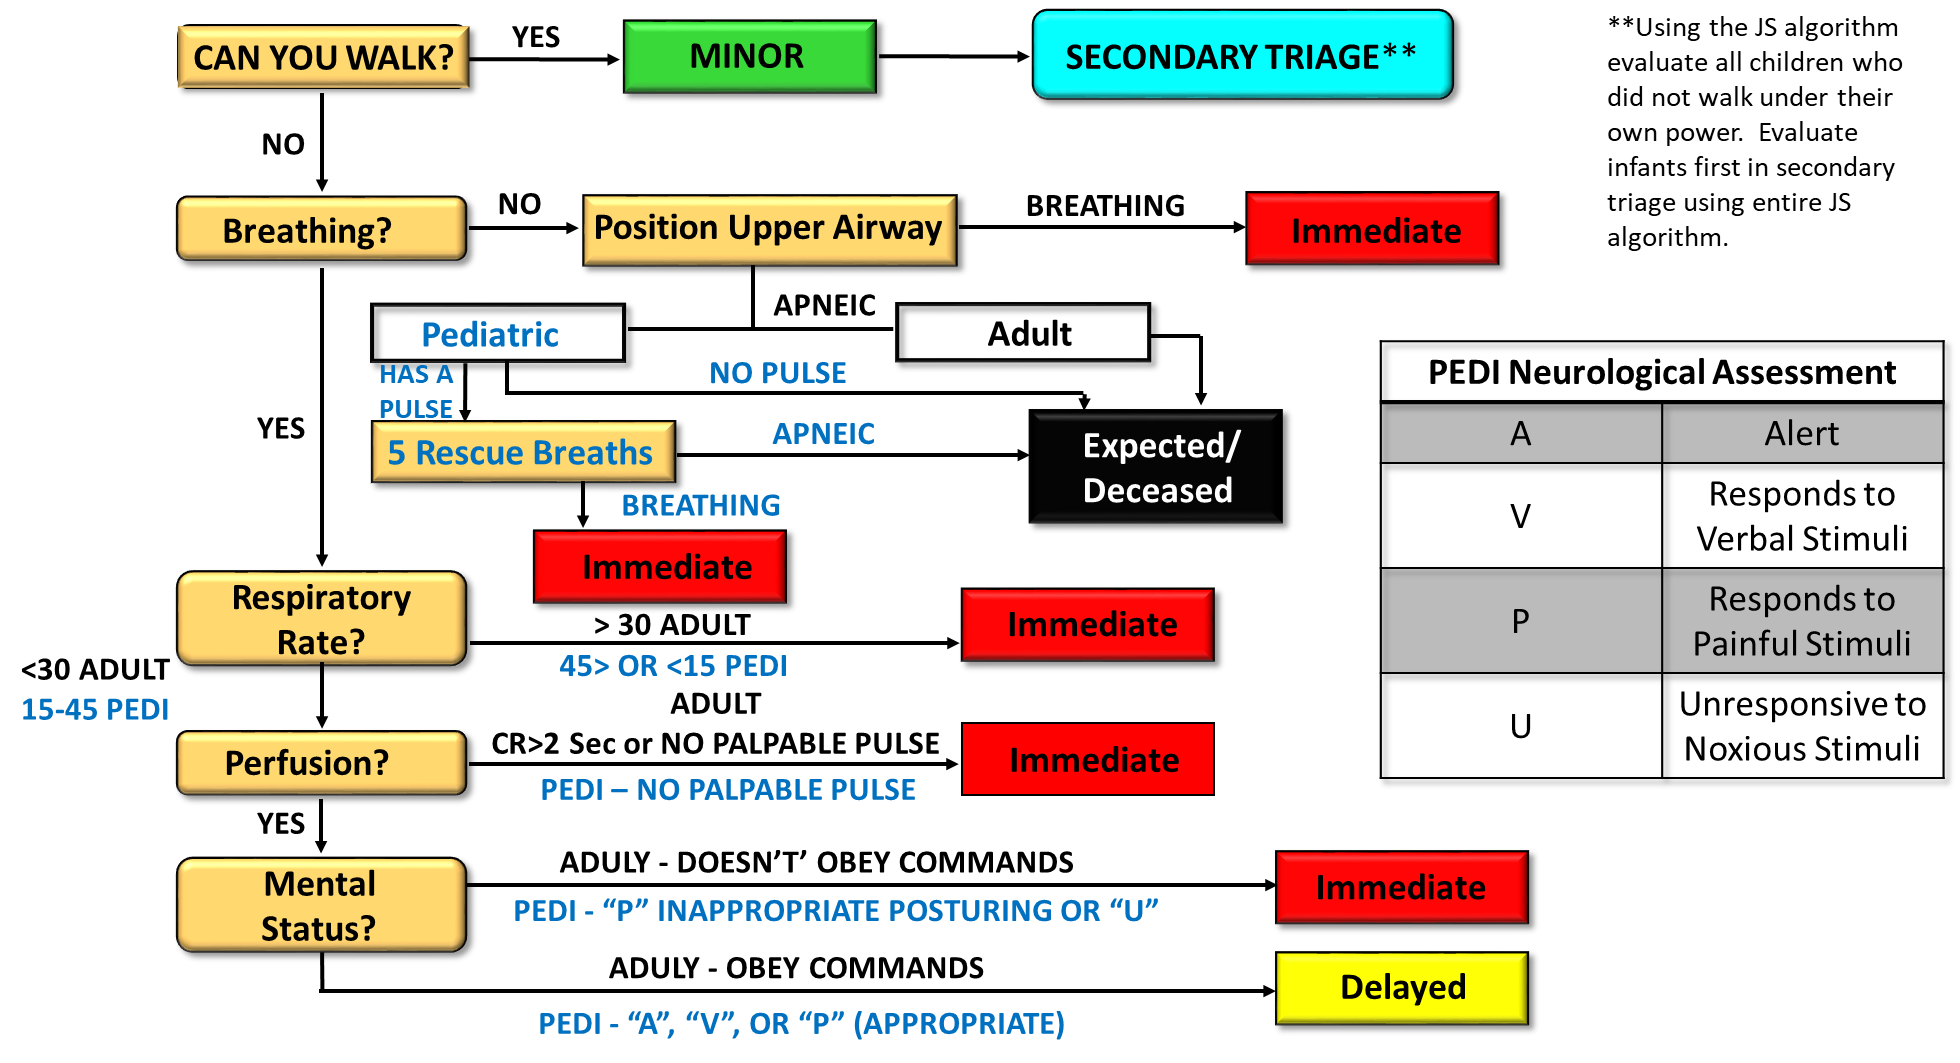 CAN YOU WALK?
YES
MINOR
SECONDARY TRIAGE**
**Using the JS algorithm
evaluate all children who
did not walk under their
own power.  Evaluate
infants first in secondary
triage using entire JS
algorithm.
NO
Breathing?
NO
Position Upper Airway
BREATHING
Immediate
APNEIC
Pediatric
Adult
HAS A
PULSE
NO PULSE
YES
5 Rescue Breaths
APNEIC
Expected/
Deceased
BREATHING
Immediate
Respiratory
Rate?
> 30 ADULT
45> OR <15 PEDI
Immediate
<30 ADULT
15-45 PEDI
ADULT
CR>2 Sec or NO PALPABLE PULSE
PEDI – NO PALPABLE PULSE
Perfusion?
Immediate
YES
Mental
Status?
ADULY - DOESN’T’ OBEY COMMANDS
PEDI - “P” INAPPROPRIATE POSTURING OR “U”
Immediate
ADULY - OBEY COMMANDS
PEDI - “A”, “V”, OR “P” (APPROPRIATE)
Delayed
PEDI Neurological Assessment
A
Alert
V
Responds to
Verbal Stimuli
P
Responds to
Painful Stimuli
U
Unresponsive to
Noxious Stimuli